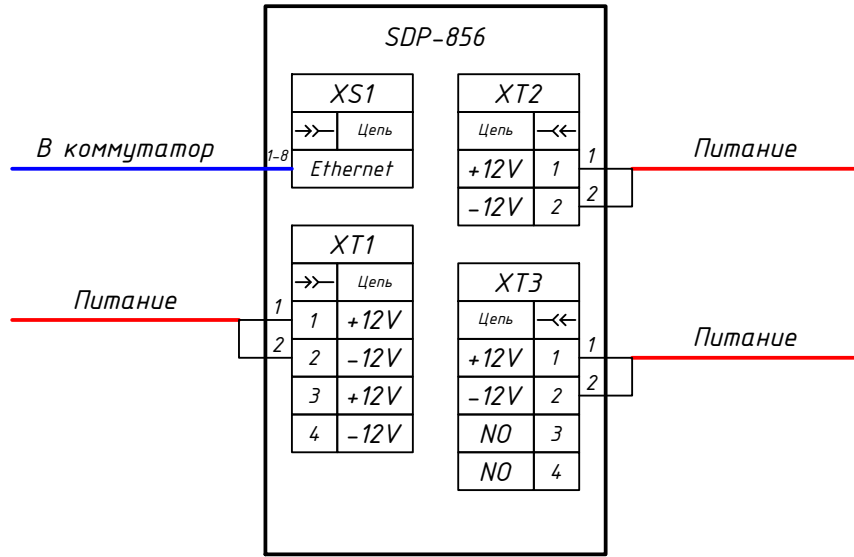 SDP-856
XS1
Цепь
1-8
Ethernet
В коммутатор
XT2
Цепь
+12V 1
-12V 2
1
2
Питание
XT1
Цепь
1 +12V
2 -12V
3 +12V
4 -12V
1
2
Питание
XT3
Цепь
+12V 1
-12V 2
NO 3
NO 4
1
2
Питание